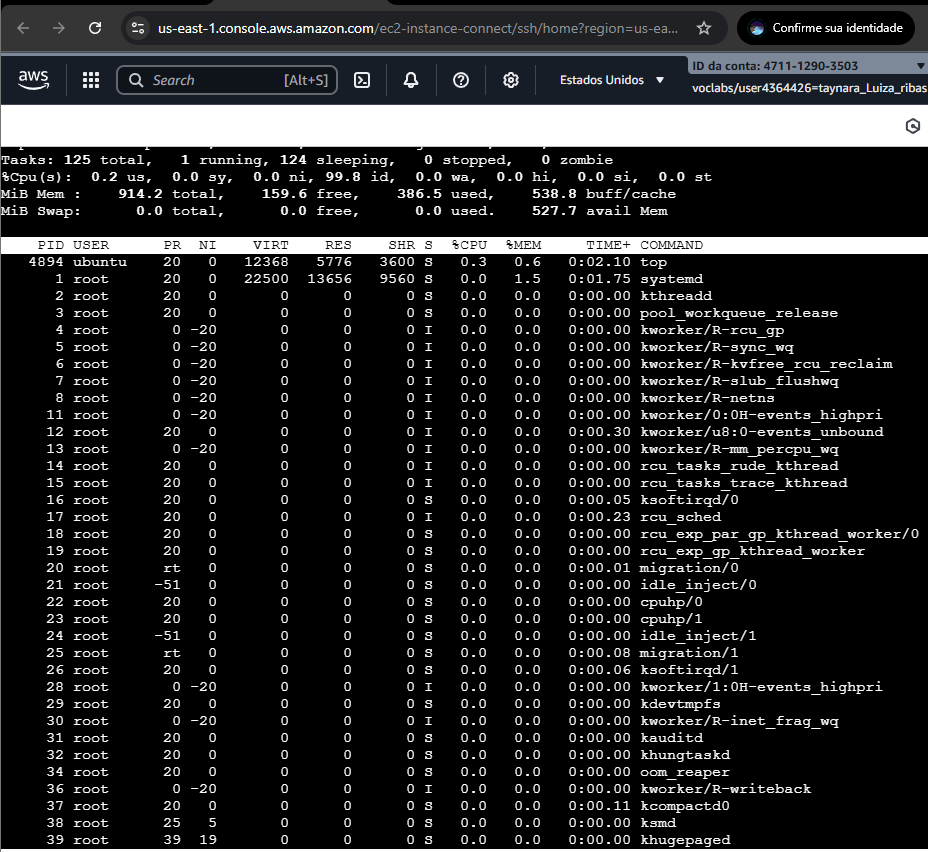 us-east-1.console.aws.amazon.com/ec2-instance-connect/ssh/home?region=us-ea...
Confirme sua identidade
aws
Search [Alt+S]
Estados Unidos
ID da conta: 4711-1290-3503
voclabs/user4364426=taynara_Luiza_ribas
Tasks: 125 total, 1 running, 124 sleeping, 0 stopped, 0 zombie
%Cpu(s): 0.2 us, 0.0 sy, 0.0 ni, 99.8 id, 0.0 wa, 0.0 hi, 0.0 si, 0.0 st
MiB Mem : 914.2 total, 159.6 free, 386.5 used, 538.8 buff/cache
MiB Swap: 0.0 total, 0.0 free, 0.0 used. 527.7 avail Mem
PID USER PR NI VIRT RES SHR S %CPU %MEM TIME+ COMMAND
4894 ubuntu 20 0 12368 5776 3600 S 0.3 0.6 0:02.10 top
1 root 20 0 22500 13656 9560 S 0.0 1.5 0:01.75 systemd
2 root 20 0 0 0 0 S 0.0 0.0 0:00.00 kthreadd
3 root 20 0 0 0 0 S 0.0 0.0 0:00.00 pool_workqueue_release
4 root 0 -20 0 0 0 I 0.0 0.0 0:00.00 kworker/R-rcu_gp
5 root 0 -20 0 0 0 I 0.0 0.0 0:00.00 kworker/R-sync_wq
6 root 0 -20 0 0 0 I 0.0 0.0 0:00.00 kworker/R-kvfree_rcu_reclaim
7 root 0 -20 0 0 0 I 0.0 0.0 0:00.00 kworker/R-slub_flushwq
8 root 0 -20 0 0 0 I 0.0 0.0 0:00.00 kworker/R-netns
11 root 0 -20 0 0 0 I 0.0 0.0 0:00.00 kworker/0:0H-events_highpri
12 root 20 0 0 0 0 I 0.0 0.0 0:00.30 kworker/u8:0-events_unbound
13 root 0 -20 0 0 0 I 0.0 0.0 0:00.00 kworker/R-mm_percpu_wq
14 root 20 0 0 0 0 I 0.0 0.0 0:00.00 rcu_tasks_rude_kthread
15 root 20 0 0 0 0 I 0.0 0.0 0:00.00 rcu_tasks_trace_kthread
16 root 20 0 0 0 0 S 0.0 0.0 0:00.05 ksoftirqd/0
17 root 20 0 0 0 0 I 0.0 0.0 0:00.23 rcu_sched
18 root 20 0 0 0 0 S 0.0 0.0 0:00.00 rcu_exp_par_gp_kthread_worker/0
19 root 20 0 0 0 0 S 0.0 0.0 0:00.00 rcu_exp_gp_kthread_worker
20 root rt 0 0 0 0 S 0.0 0.0 0:00.01 migration/0
21 root -51 0 0 0 0 S 0.0 0.0 0:00.00 idle_inject/0
22 root 20 0 0 0 0 S 0.0 0.0 0:00.00 cpuhp/0
23 root 20 0 0 0 0 S 0.0 0.0 0:00.00 cpuhp/1
24 root -51 0 0 0 0 S 0.0 0.0 0:00.00 idle_inject/1
25 root rt 0 0 0 0 S 0.0 0.0 0:00.08 migration/1
26 root 20 0 0 0 0 S 0.0 0.0 0:00.06 ksoftirqd/1
28 root 0 -20 0 0 0 I 0.0 0.0 0:00.00 kworker/1:0H-events_highpri
29 root 20 0 0 0 0 S 0.0 0.0 0:00.00 kdevtmpfs
30 root 0 -20 0 0 0 I 0.0 0.0 0:00.00 kworker/R-inet_frag_wq
31 root 20 0 0 0 0 S 0.0 0.0 0:00.00 kauditd
32 root 20 0 0 0 0 S 0.0 0.0 0:00.00 khungtaskd
34 root 20 0 0 0 0 S 0.0 0.0 0:00.00 oom_reaper
36 root 0 -20 0 0 0 I 0.0 0.0 0:00.00 kworker/R-writeback
37 root 20 0 0 0 0 S 0.0 0.0 0:00.11 kcompactd0
38 root 25 5 0 0 0 S 0.0 0.0 0:00.00 ksmd
39 root 39 19 0 0 0 S 0.0 0.0 0:00.00 khugepaged